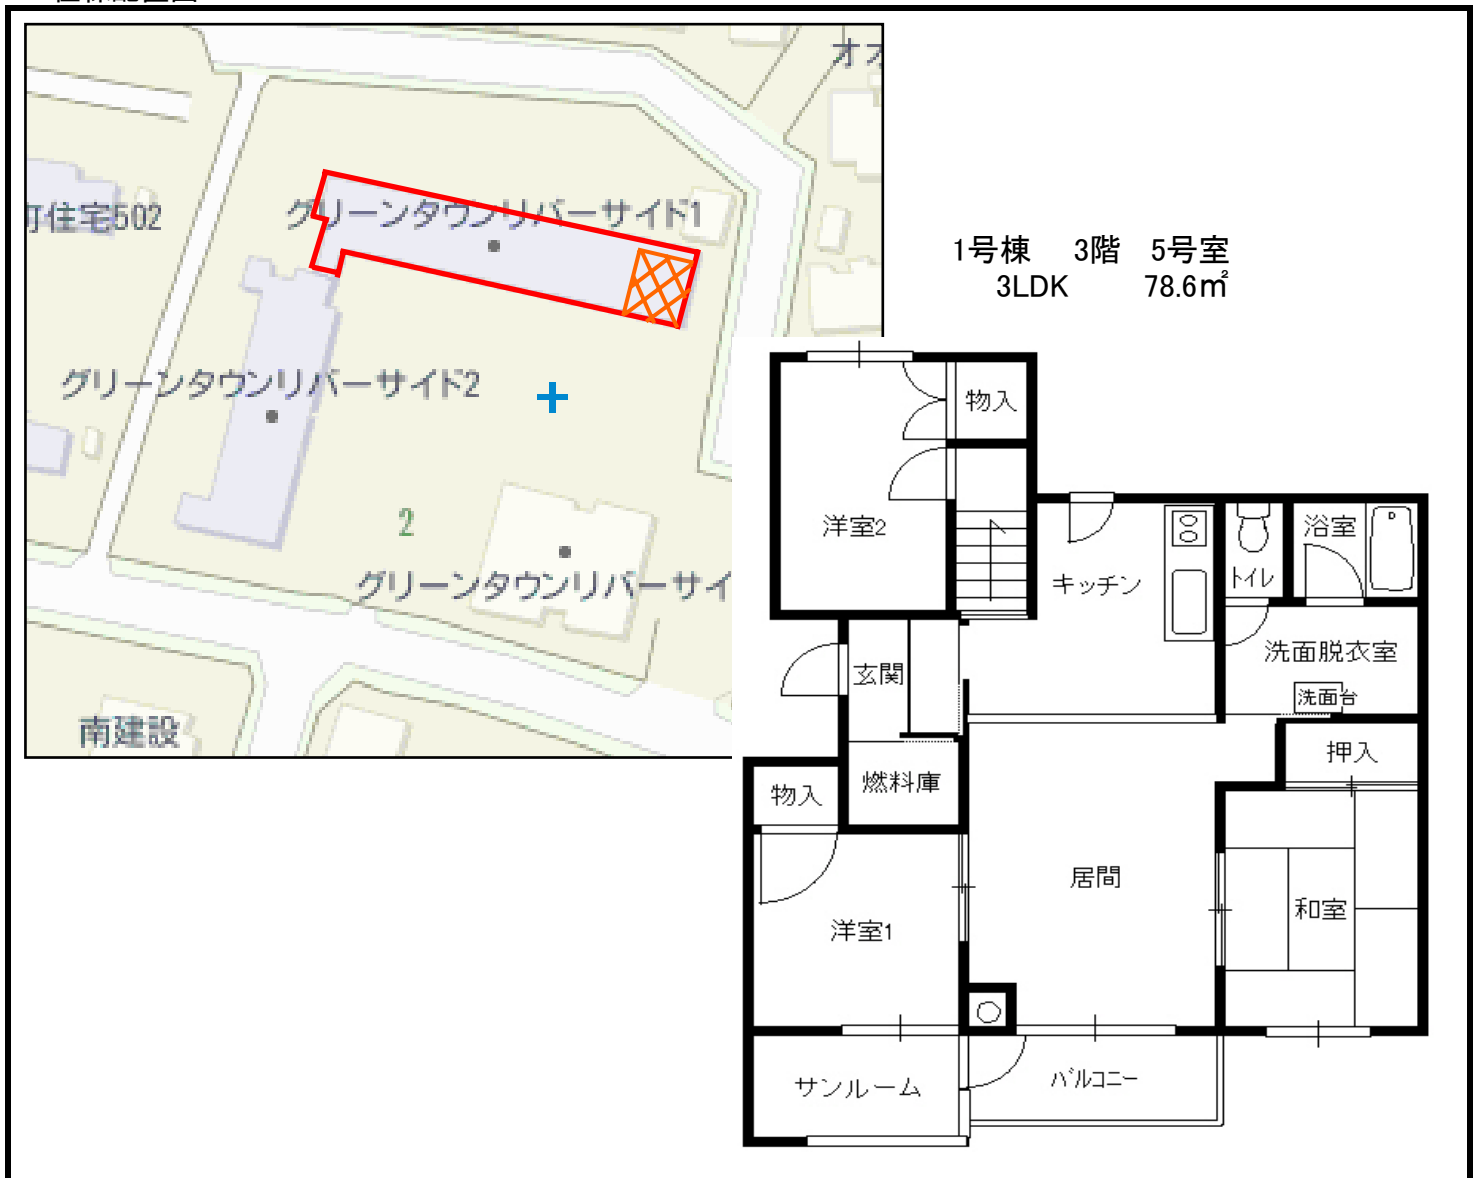 オオ
町住宅502
グリーンタウンリバーサイド1
グリーンタウンリバーサイド2
2
グリーンタウンリバーサイ
南建設
1号棟 3階 5号室
3LDK 78.6㎡
物入
洋室2
キッチン
トイレ
浴室
洗面脱衣室
洗面台
玄関
押入
物入
燃料庫
居間
和室
洋室1
サンルーム
バルコニー